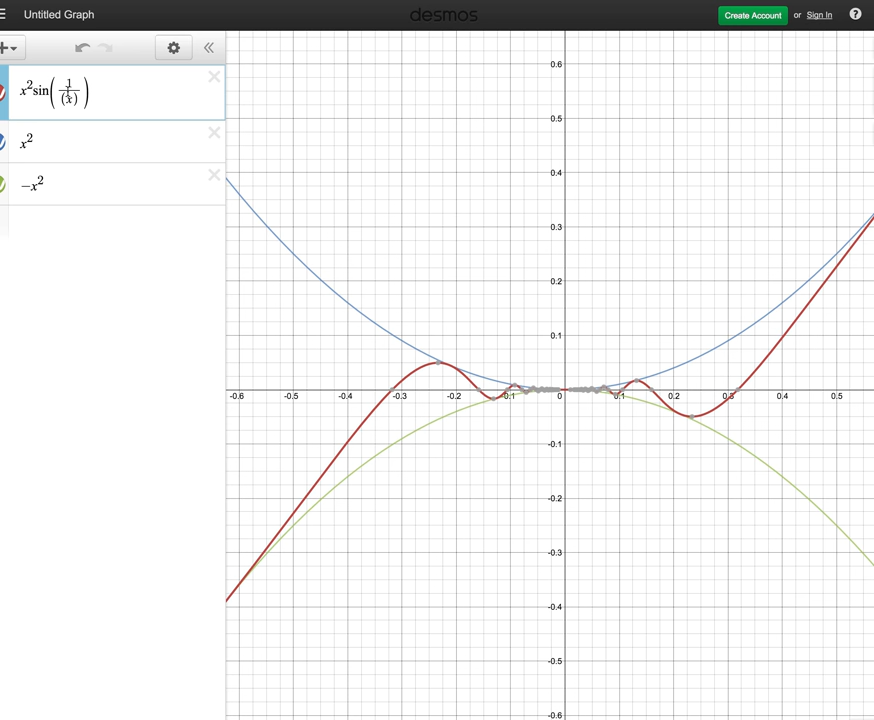 Untitled Graph
desmos
Create Account or Sign In ?
x²sin(1/(x))
x²
−x²
0.6
0.5
0.4
0.3
0.2
0.1
-0.6 -0.5 -0.4 -0.3 -0.2 -0.1 0 0.1 0.2 0.3 0.4 0.5
-0.1
-0.2
-0.3
-0.4
-0.5
-0.6